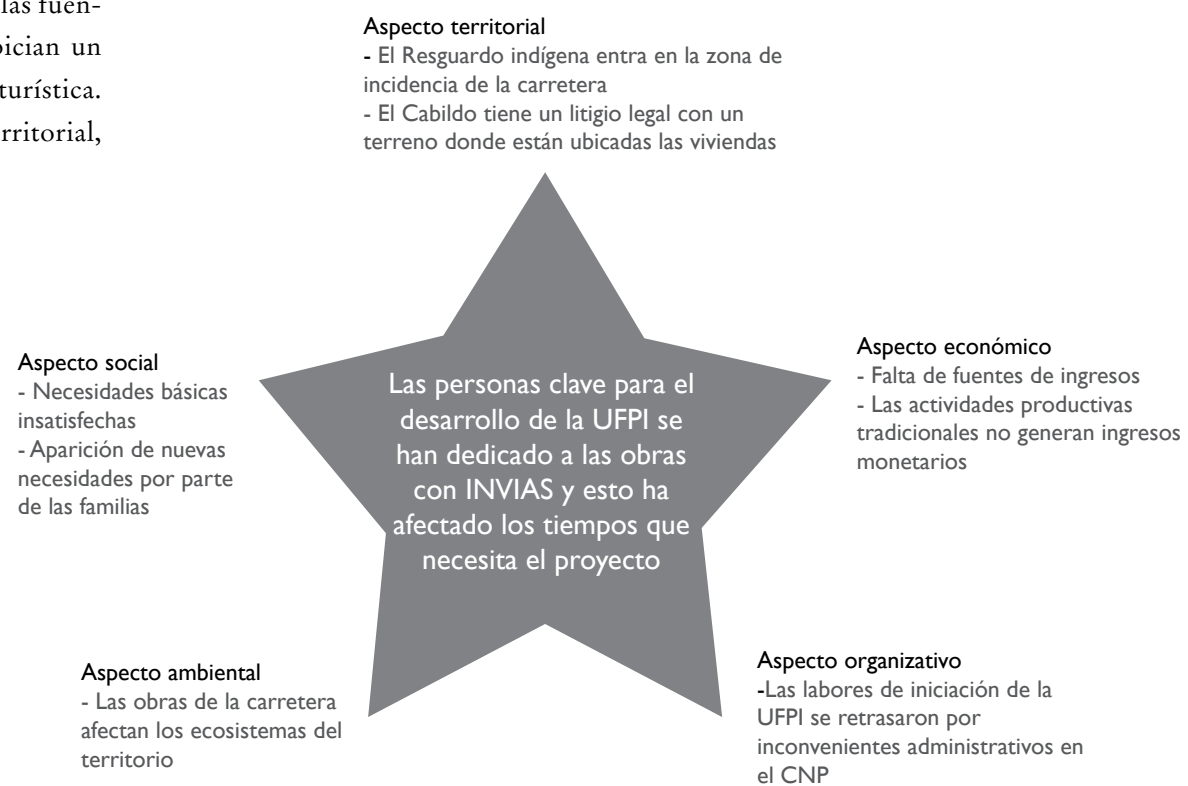 las fuen-
ician un
turística.
rritorial,
Aspecto territorial
- El Resguardo indígena entra en la zona de
incidencia de la carretera
- El Cabildo tiene un litigio legal con un
terreno donde están ubicadas las viviendas
Aspecto social
- Necesidades básicas
insatisfechas
- Aparición de nuevas
necesidades por parte
de las familias
Las personas clave para el
desarrollo de la UFPI se
han dedicado a las obras
con INVIAS y esto ha
afectado los tiempos que
necesita el proyecto
Aspecto económico
- Falta de fuentes de ingresos
- Las actividades productivas
tradicionales no generan ingresos
monetarios
Aspecto ambiental
- Las obras de la carretera
afectan los ecosistemas del
territorio
Aspecto organizativo
-Las labores de iniciación de la
UFPI se retrasaron por
inconvenientes administrativos en
el CNP